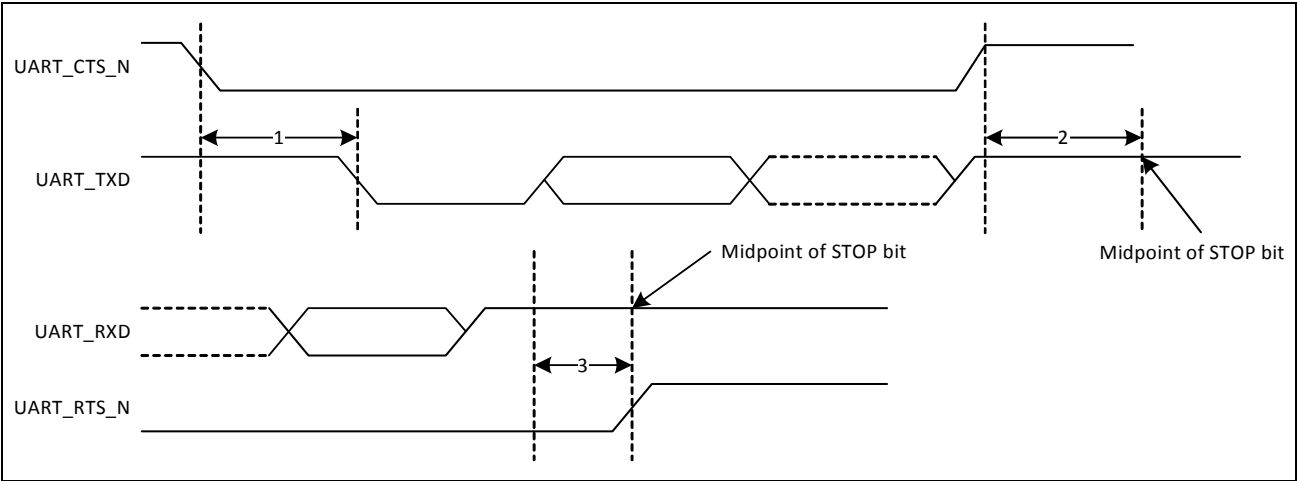 UART_CTS_N
1
2
UART_TXD
Midpoint of STOP bit
Midpoint of STOP bit
UART_RXD
3
UART_RTS_N